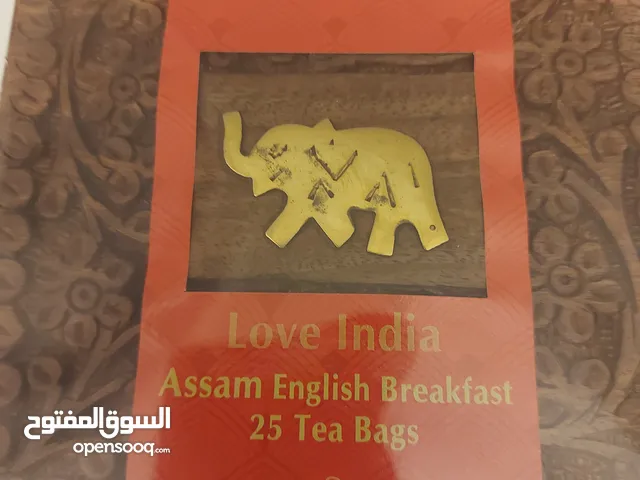 Love India
Assam English Breakfast
25 Tea Bags
السوق المفتوح
opensooq.com